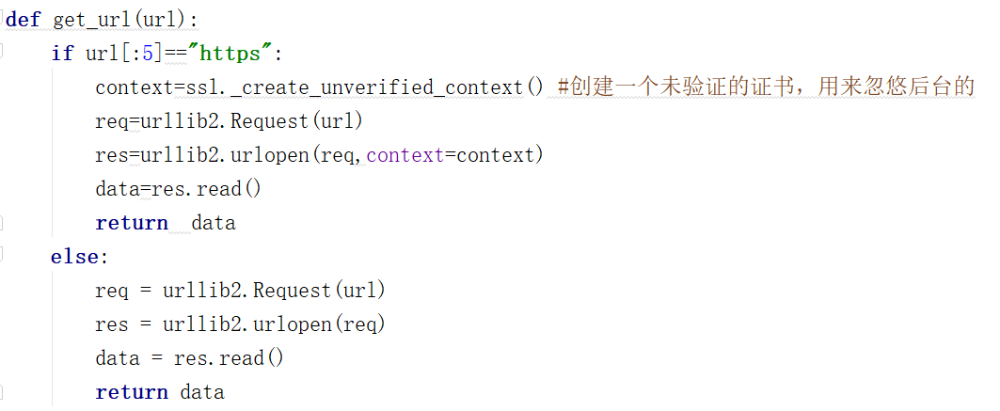 def get_url(url):
    if url[:5]=="https":
        context=ssl._create_unverified_context() #创建一个未验证的证书，用来忽悠后台的
        req=urllib2.Request(url)
        res=urllib2.urlopen(req,context=context)
        data=res.read()
        return  data
    else:
        req = urllib2.Request(url)
        res = urllib2.urlopen(req)
        data = res.read()
        return data